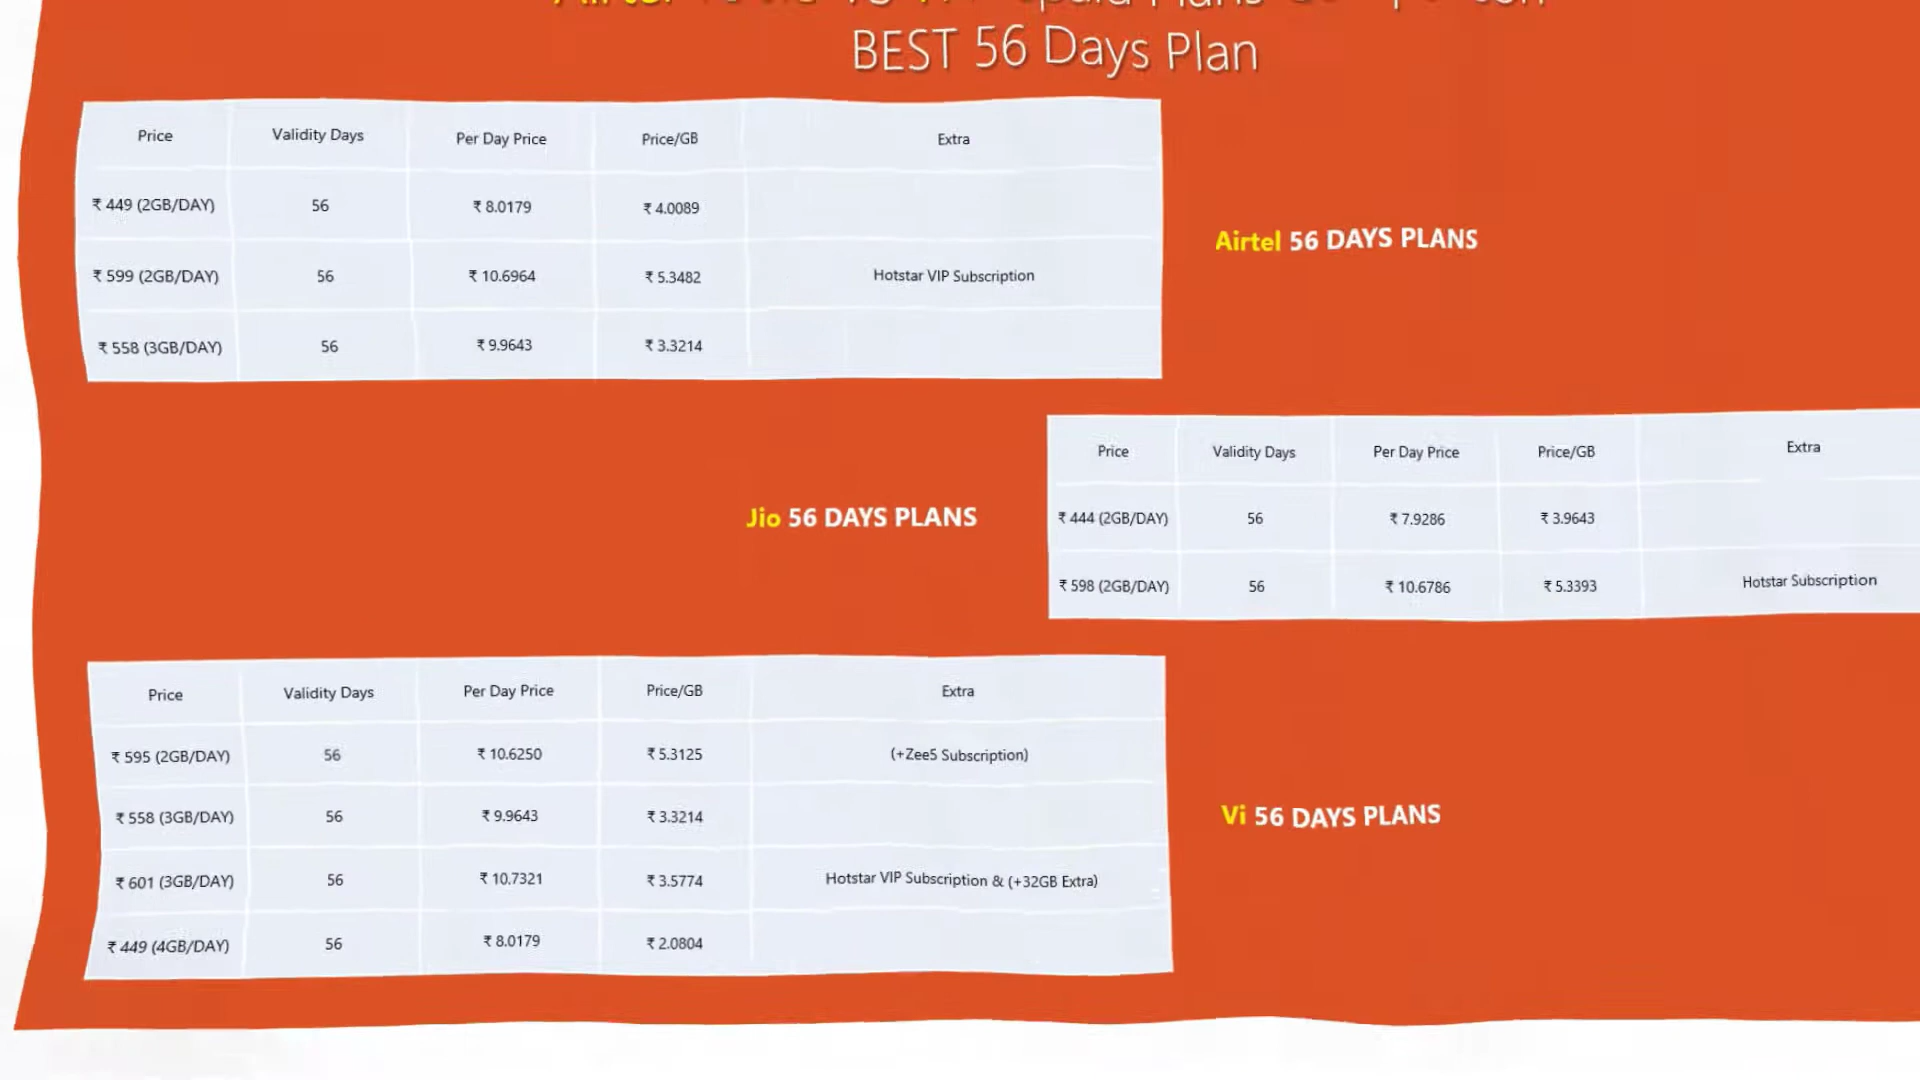 BEST 56 Days Plan
Price Validity Days Per Day Price Price/GB Extra
₹ 449 (2GB/DAY) 56 ₹ 8.0179 ₹ 4.0089
₹ 599 (2GB/DAY) 56 ₹ 10.6964 ₹ 5.3482 Hotstar VIP Subscription
₹ 558 (3GB/DAY) 56 ₹ 9.9643 ₹ 3.3214
Airtel 56 DAYS PLANS
Jio 56 DAYS PLANS
Price Validity Days Per Day Price Price/GB Extra
₹ 444 (2GB/DAY) 56 ₹ 7.9286 ₹ 3.9643
₹ 598 (2GB/DAY) 56 ₹ 10.6786 ₹ 5.3393 Hotstar Subscription
Price Validity Days Per Day Price Price/GB Extra
₹ 595 (2GB/DAY) 56 ₹ 10.6250 ₹ 5.3125 (+Zee5 Subscription)
₹ 558 (3GB/DAY) 56 ₹ 9.9643 ₹ 3.3214
₹ 601 (3GB/DAY) 56 ₹ 10.7321 ₹ 3.5774 Hotstar VIP Subscription & (+32GB Extra)
₹ 449 (4GB/DAY) 56 ₹ 8.0179 ₹ 2.0804
Vi 56 DAYS PLANS